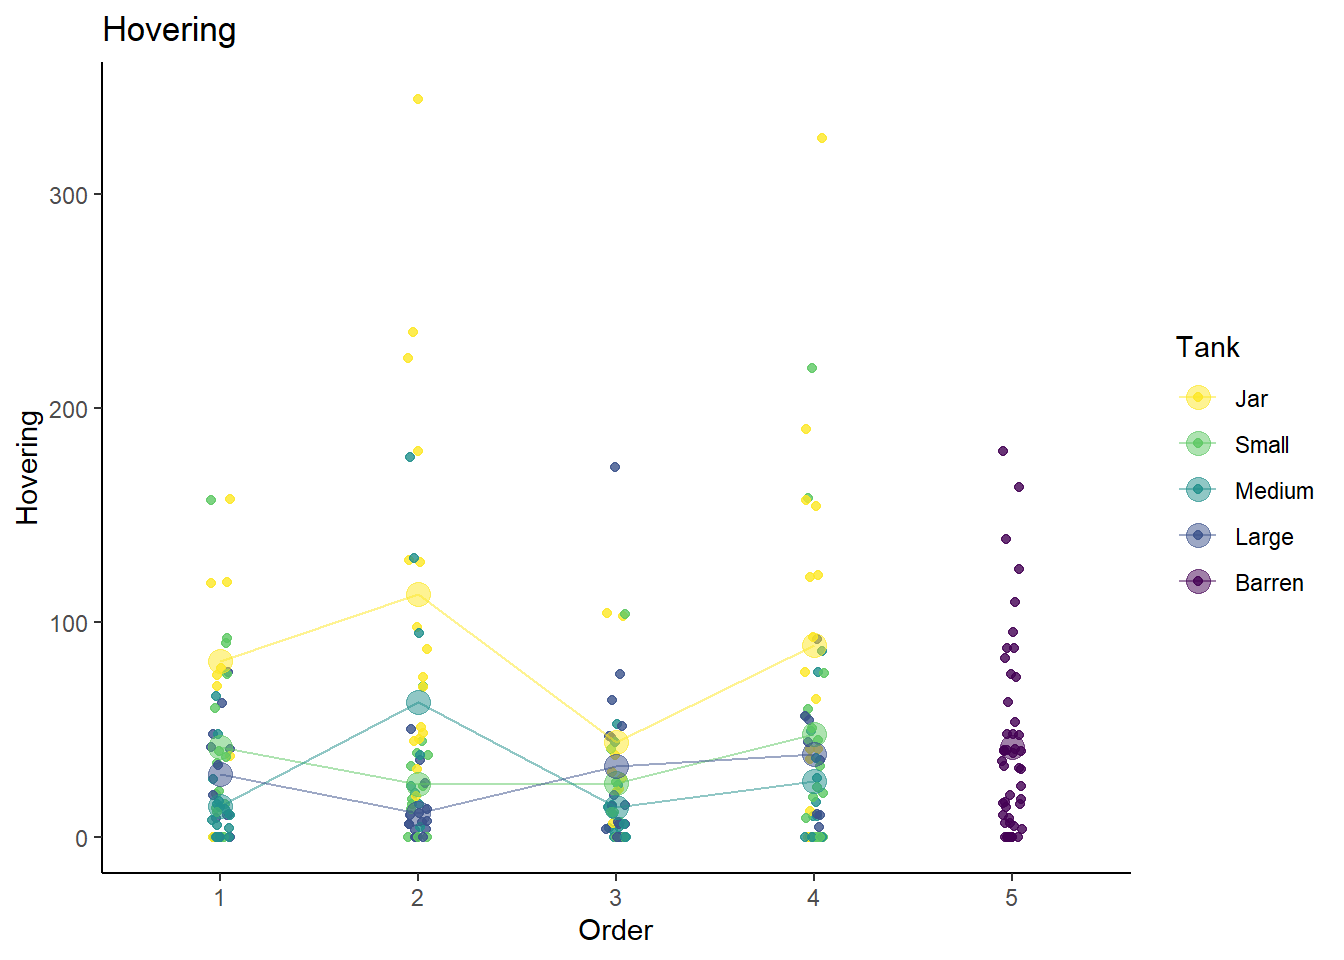 Hovering
300
200
100
0
Hovering
1
2
3
4
5
Order
Tank
Jar
Small
Medium
Large
Barren